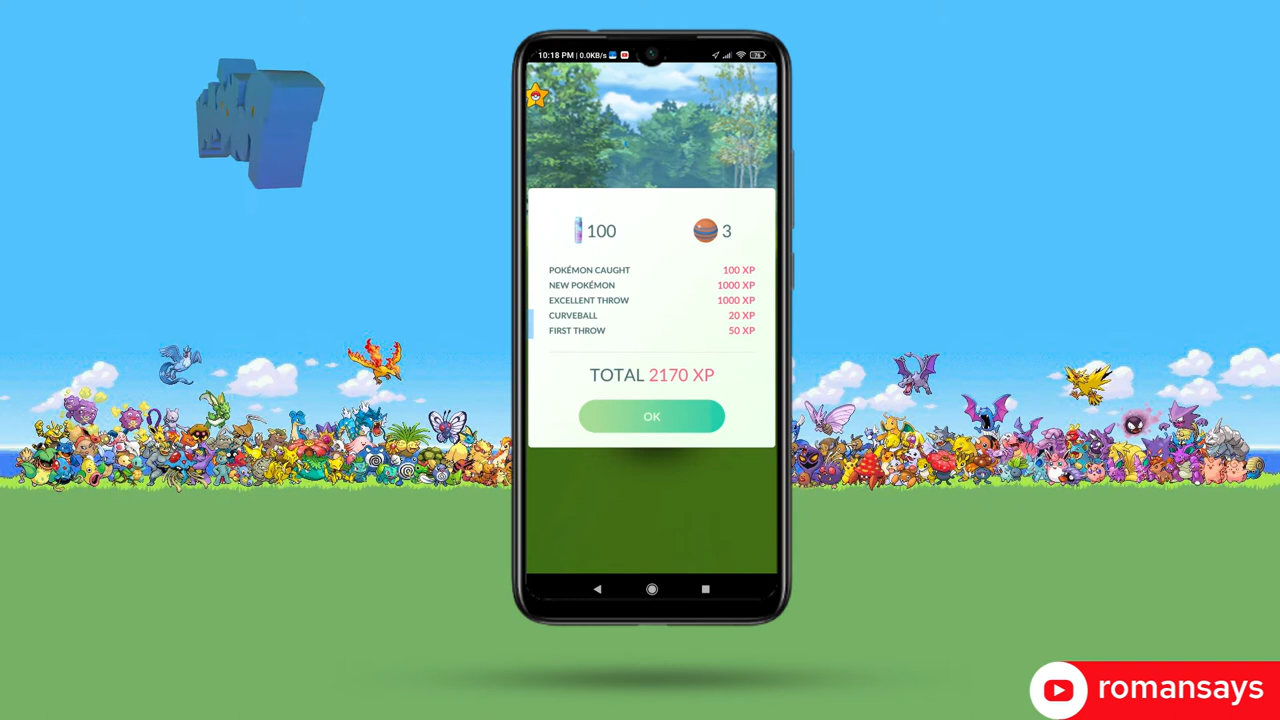 10:18 PM | 0.0KB/s
100
3
POKÉMON CAUGHT 100 XP
NEW POKÉMON 1000 XP
EXCELLENT THROW 1000 XP
CURVEBALL 20 XP
FIRST THROW 50 XP
TOTAL 2170 XP
OK
romansays